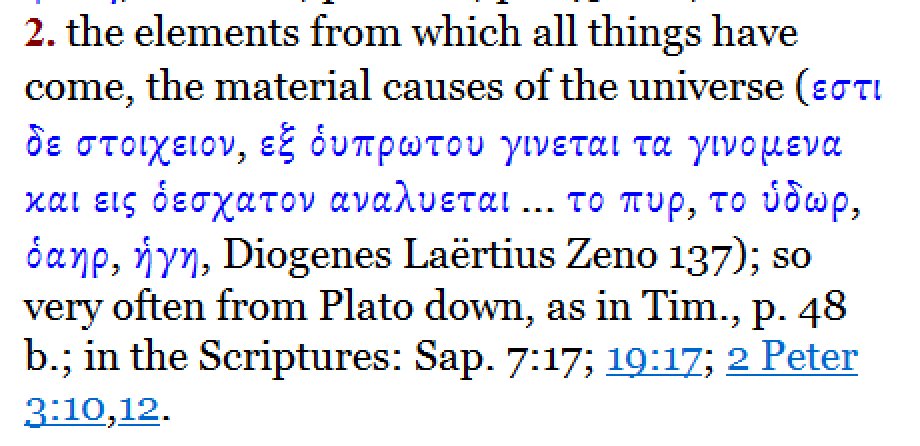 2. the elements from which all things have
come, the material causes of the universe (εστι
δε στοιχειον, εξ ὁυπρωτου γινεται τα γινομενα
και εις ὁεσχατον αναλυεται ... το πυρ, το ὑδωρ,
ὁαηρ, ἡγη, Diogenes Laërtius Zeno 137); so
very often from Plato down, as in Tim., p. 48
b.; in the Scriptures: Sap. 7:17; 19:17; 2 Peter
3:10,12.